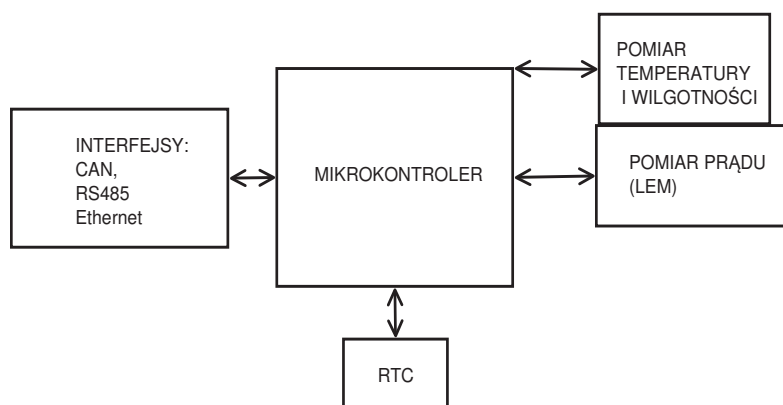 POMIAR
TEMPERATURY
I WILGOTNOŚCI
INTERFEJSY:
CAN,
RS485
Ethernet
MIKROKONTROLER
POMIAR PRĄDU
(LEM)
RTC